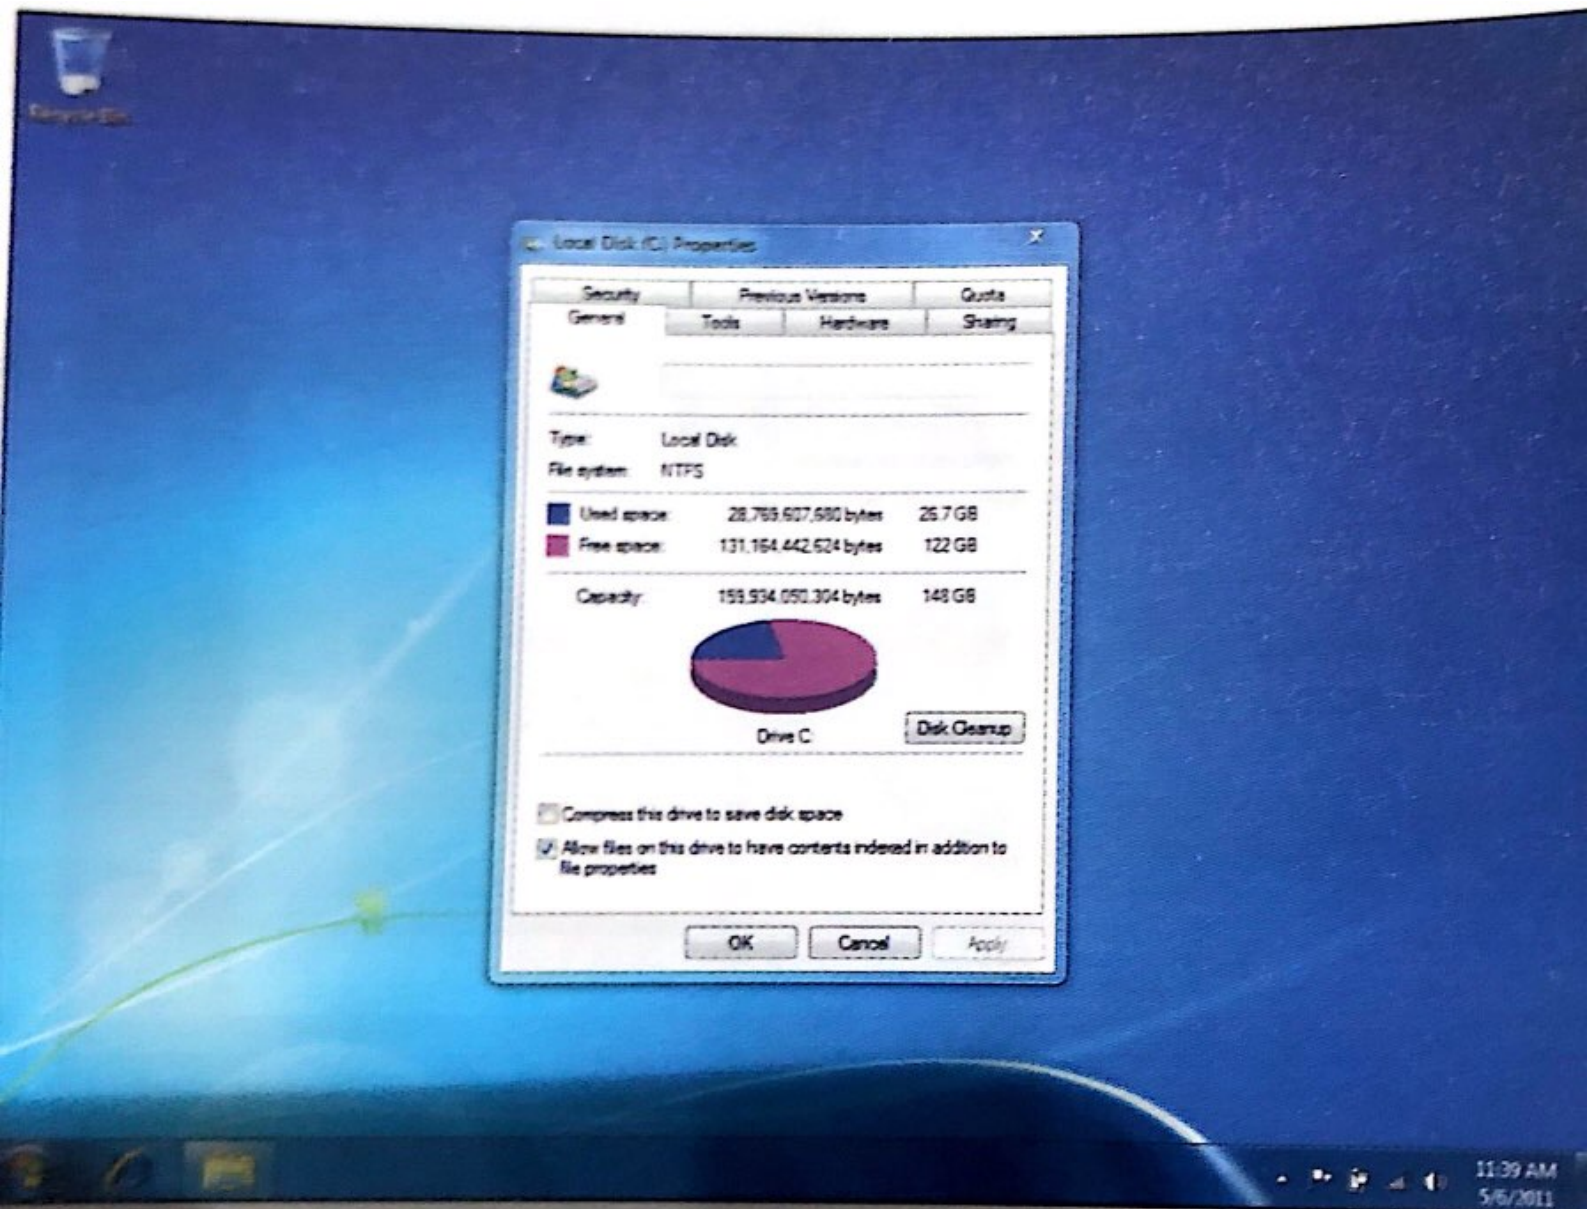 Recycle Bin
Local Disk (C:) Properties
Security Previous Versions Quota
General Tools Hardware Sharing
Type: Local Disk
File system: NTFS
Used space: 28,769,607,680 bytes 26.7 GB
Free space: 131,164,442,624 bytes 122 GB
Capacity: 159,934,050,304 bytes 148 GB
Drive C:
Disk Cleanup
Compress this drive to save disk space
Allow files on this drive to have contents indexed in addition to
file properties
OK Cancel Apply
11:39 AM
5/6/2011